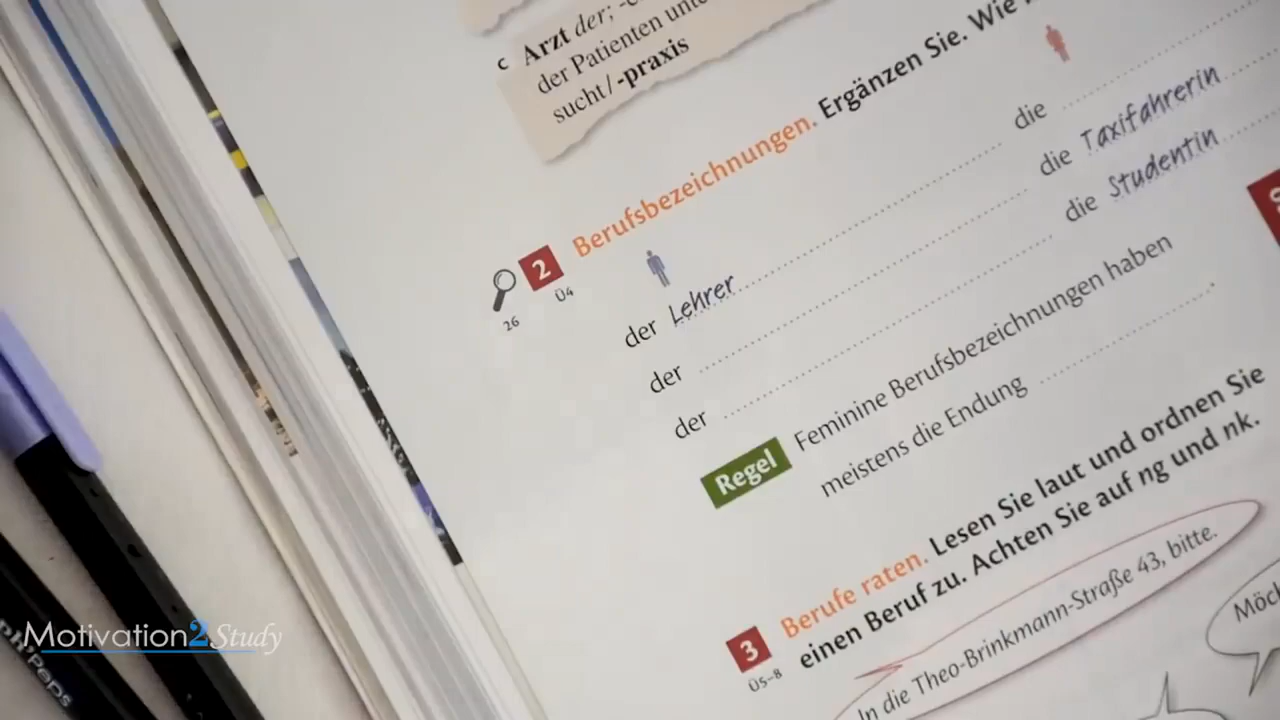 c Arzt der;
der Patienten
sucht/-praxis
2 Berufsbezeichnungen. Ergänzen Sie. Wie
26
Ü4
der Lehrer die
der die Taxifahrerin
der die Studentin
Regel Feminine Berufsbezeichnungen haben
meistens die Endung
3 Berufe raten. Lesen Sie laut und ordnen Sie
Ü5–8
einen Beruf zu. Achten Sie auf ng und nk.
In die Theo-Brinkmann-Straße 43, bitte.
Motivation2Study